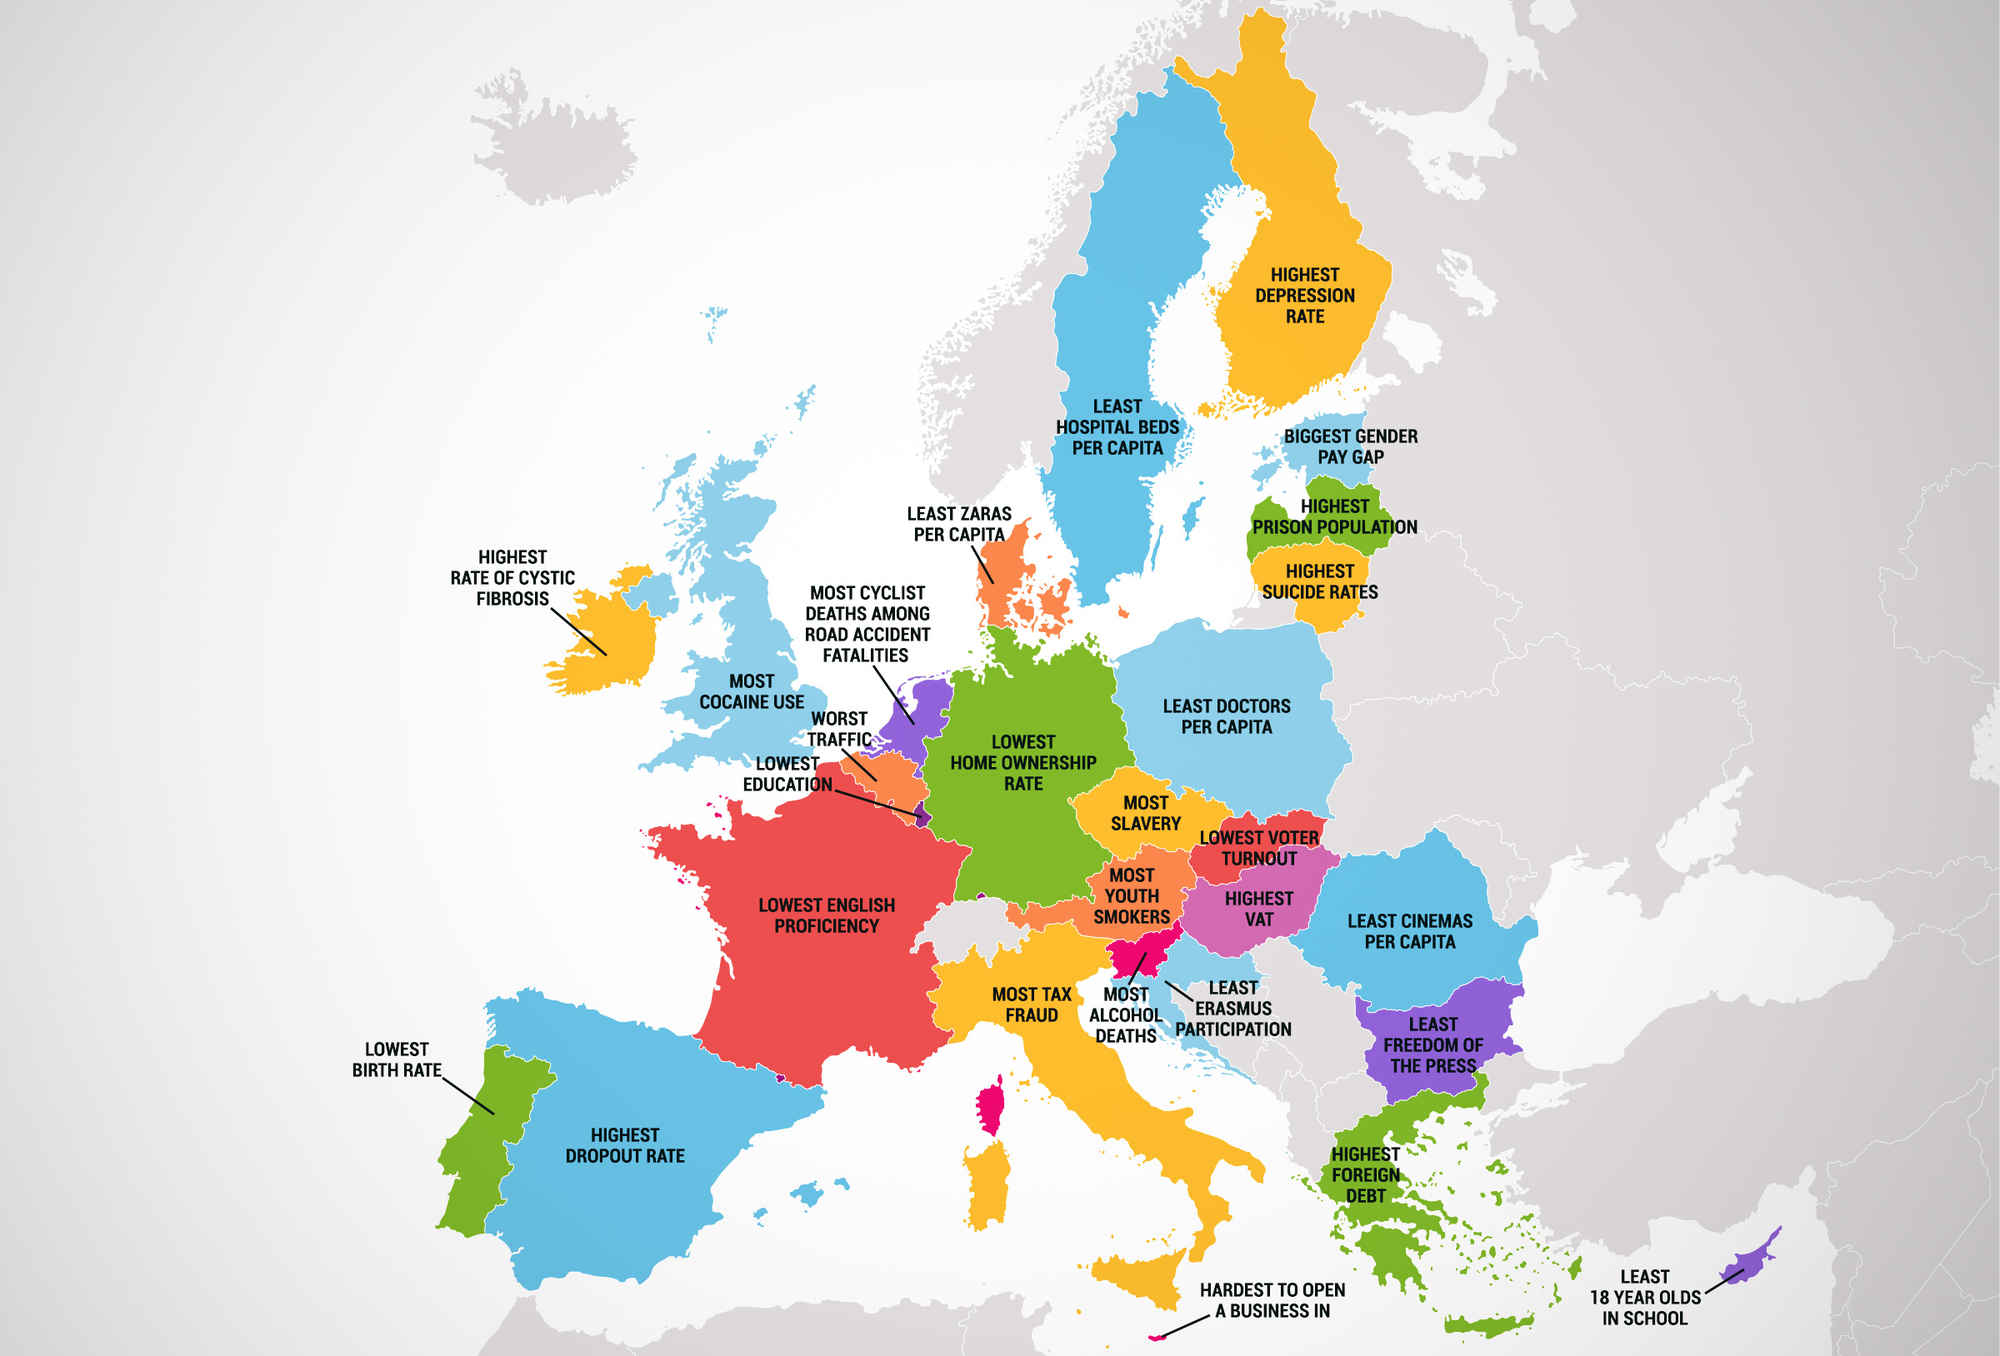 HIGHEST
DEPRESSION
RATE
LEAST
HOSPITAL BEDS
PER CAPITA
BIGGEST GENDER
PAY GAP
HIGHEST
PRISON POPULATION
HIGHEST
SUICIDE RATES
LEAST ZARAS
PER CAPITA
HIGHEST
RATE OF CYSTIC
FIBROSIS
MOST CYCLIST
DEATHS AMONG
ROAD ACCIDENT
FATALITIES
MOST
COCAINE USE
WORST
TRAFFIC
LOWEST
EDUCATION
LOWEST
HOME OWNERSHIP
RATE
LEAST DOCTORS
PER CAPITA
MOST
SLAVERY
LOWEST VOTER
TURNOUT
MOST
YOUTH
SMOKERS
HIGHEST
VAT
LEAST CINEMAS
PER CAPITA
LOWEST ENGLISH
PROFICIENCY
MOST TAX
FRAUD
MOST
ALCOHOL
DEATHS
LEAST
ERASMUS
PARTICIPATION
LEAST
FREEDOM OF
THE PRESS
LOWEST
BIRTH RATE
HIGHEST
DROPOUT RATE
HIGHEST
FOREIGN
DEBT
HARDEST TO OPEN
A BUSINESS IN
LEAST
18 YEAR OLDS
IN SCHOOL